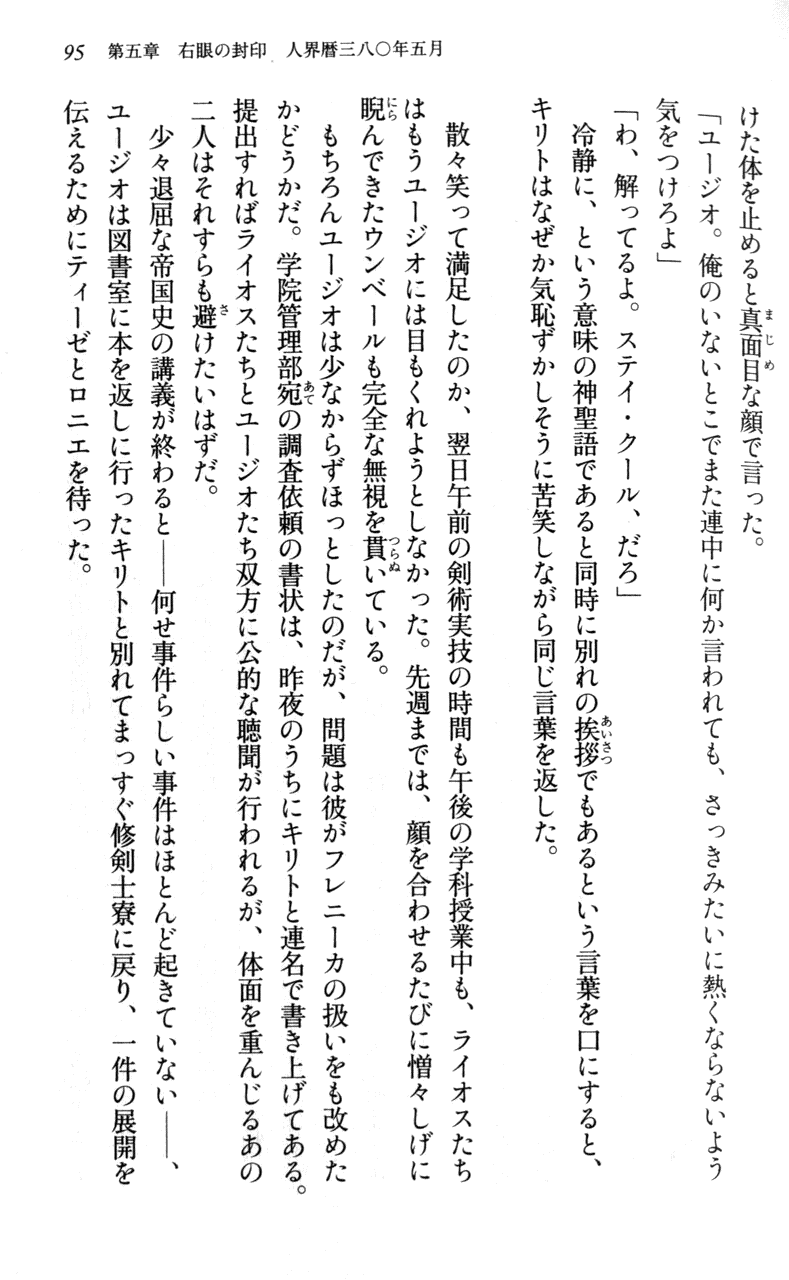 95　第五章　右眼の封印　人界暦三八〇年五月
けた体を止めると真面目な顔で言った。
「ユージオ。俺のいないとこでまた連中に何か言われても、さっきみたいに熱くならないよう
気をつけろよ」
「わ、解ってるよ。ステイ・クール、だろ」
冷静に、という意味の神聖語であると同時に別れの挨拶でもあるという言葉を口にすると、
キリトはなぜか気恥ずかしそうに苦笑しながら同じ言葉を返した。
散々笑って満足したのか、翌日午前の剣術実技の時間も午後の学科授業中も、ライオスたち
はもうユージオには目もくれようとしなかった。先週までは、顔を合わせるたびに憎々しげに
睨んできたウンベールも完全な無視を貫いている。
もちろんユージオは少なからずほっとしたのだが、問題は彼がフレニーカの扱いをも改めた
かどうかだ。学院管理部宛の調査依頼の書状は、昨夜のうちにキリトと連名で書き上げてある。
提出すればライオスたちとユージオたち双方に公的な聴聞が行われるが、体面を重んじるあの
二人はそれすらも避けたいはずだ。
少々退屈な帝国史の講義が終わると――何せ事件らしい事件はほとんど起きていない――、
ユージオは図書室に本を返しに行ったキリトと別れてまっすぐ修剣士寮に戻り、一件の展開を
伝えるためにティーゼとロニエを待った。